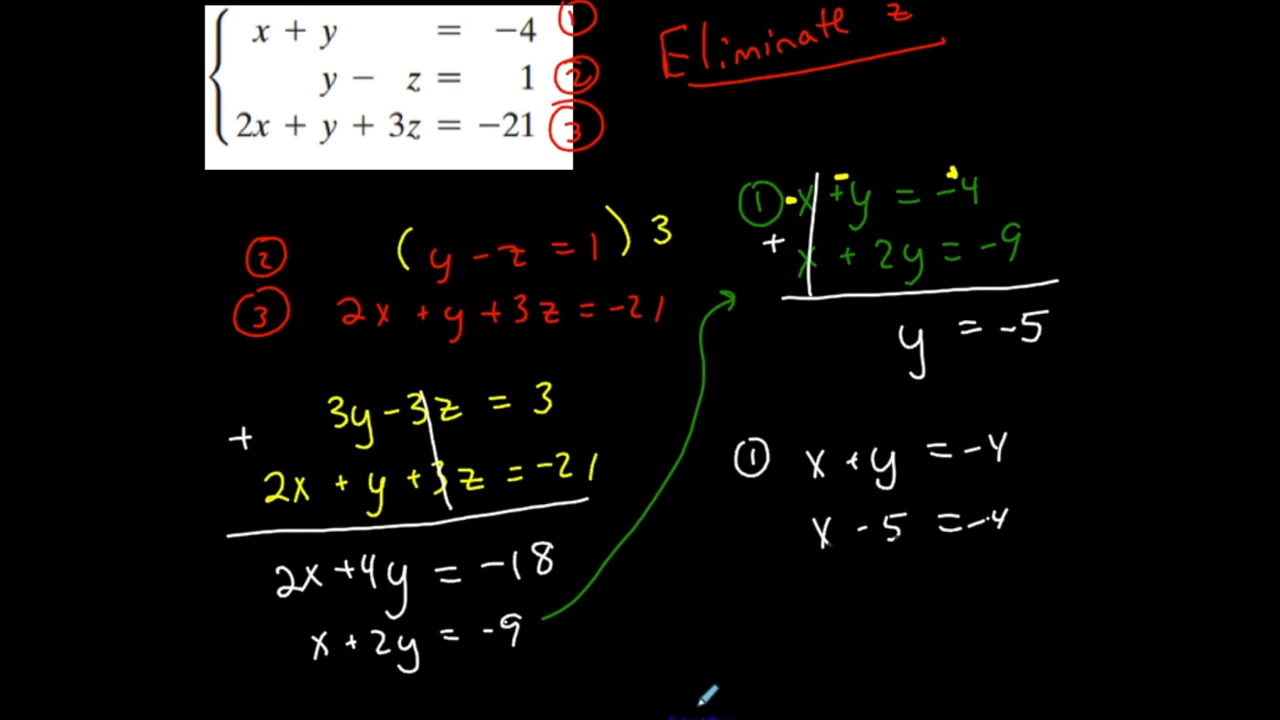 x + y = −4 ①
y − z = 1 ②
2x + y + 3z = −21 ③
Eliminate z
② (y - z = 1) 3
③ 2x + y + 3z = -21
3y - 3z = 3
+ 2x + y + 3z = -21
2x + 4y = -18
x + 2y = -9
① -x + -y = -4
+ x + 2y = -9
y = -5
① x + y = -4
x - 5 = -4